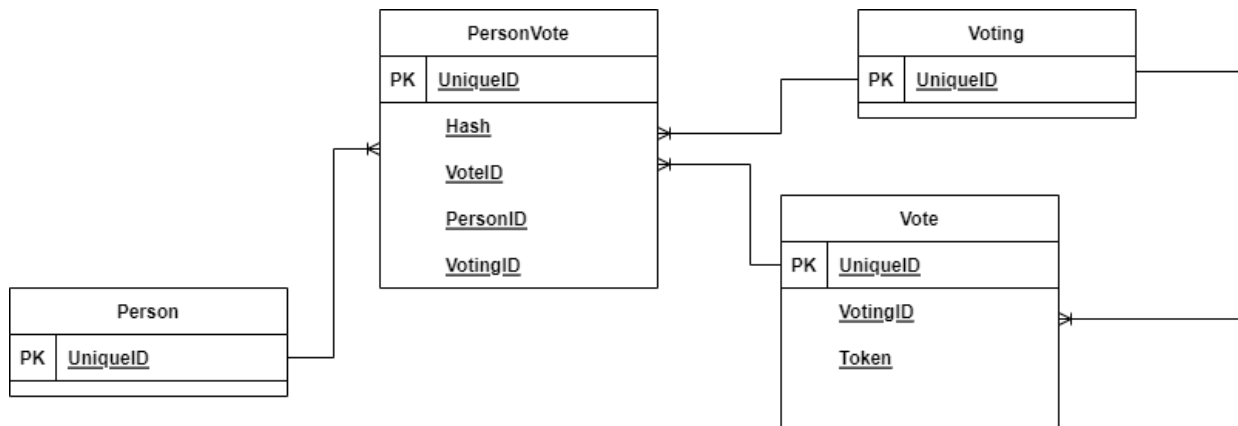 PersonVote
PK UniqueID
Hash
VoteID
PersonID
VotingID
Voting
PK UniqueID
Vote
PK UniqueID
VotingID
Token
Person
PK UniqueID